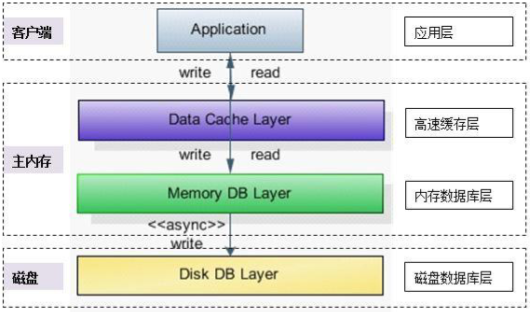 客户端
Application
应用层
write read
主内存
Data Cache Layer
高速缓存层
write read
Memory DB Layer
内存数据库层
<<async>>
write
磁盘
Disk DB Layer
磁盘数据库层